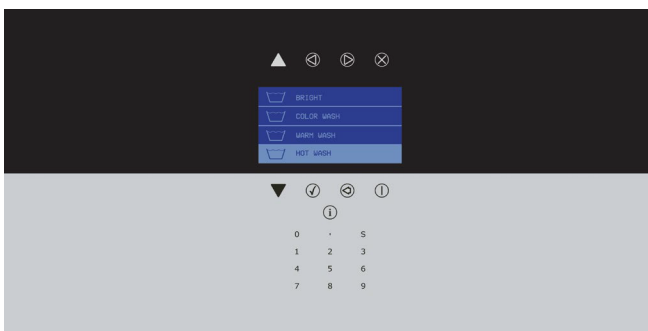 BRIGHT
COLOR WASH
WARM WASH
HOT WASH
i
0 . S
1 2 3
4 5 6
7 8 9